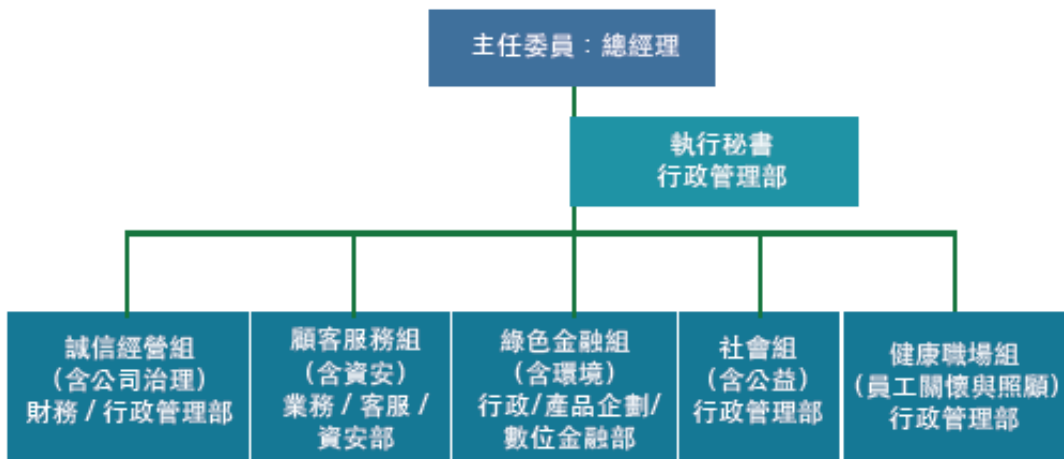 主任委員：總經理
執行秘書
行政管理部
誠信經營組
（含公司治理）
財務 / 行政管理部
顧客服務組
（含資安）
業務 / 客服 /
資安部
綠色金融組
（含環境）
行政/產品企劃/
數位金融部
社會組
（含公益）
行政管理部
健康職場組
（員工關懷與照顧）
行政管理部